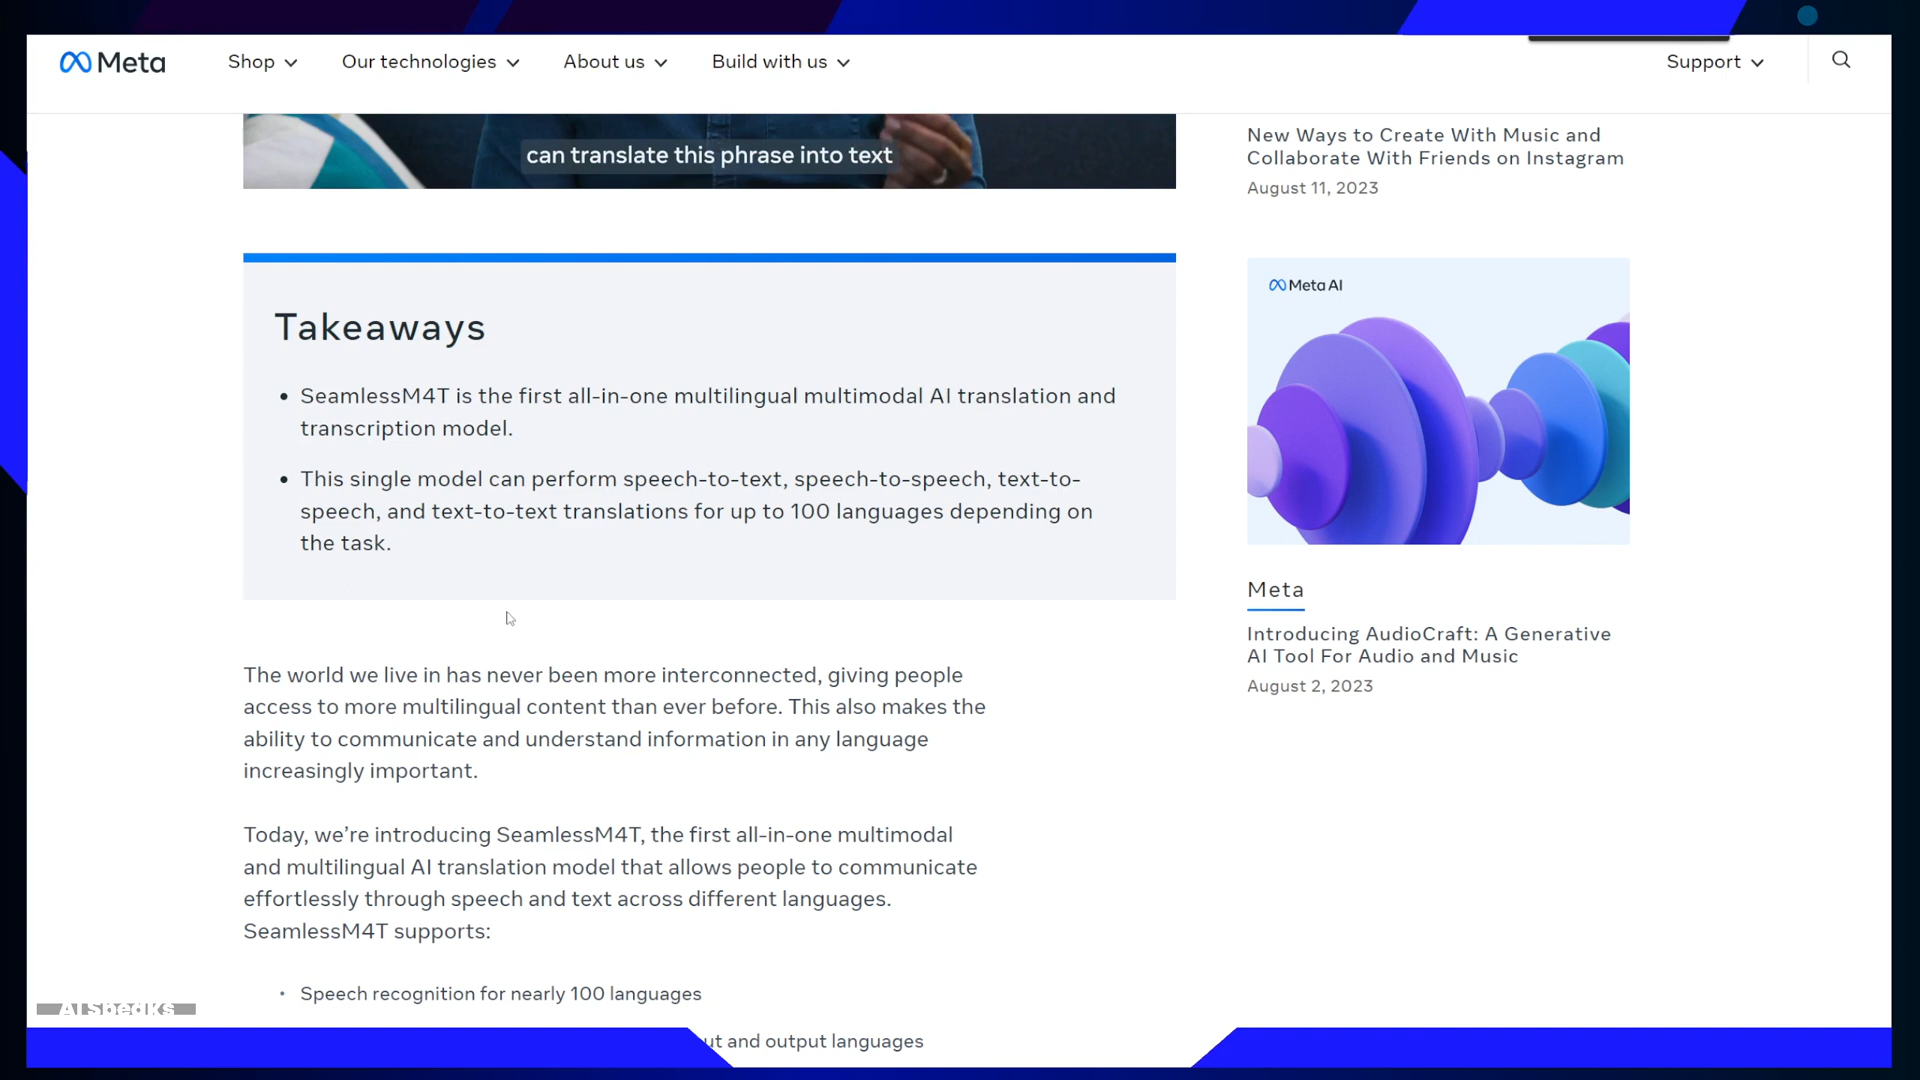 Meta
Shop
Our technologies
About us
Build with us
Support
can translate this phrase into text
Takeaways
• SeamlessM4T is the first all-in-one multilingual multimodal AI translation and
transcription model.
• This single model can perform speech-to-text, speech-to-speech, text-to-
speech, and text-to-text translations for up to 100 languages depending on
the task.
The world we live in has never been more interconnected, giving people
access to more multilingual content than ever before. This also makes the
ability to communicate and understand information in any language
increasingly important.
Today, we’re introducing SeamlessM4T, the first all-in-one multimodal
and multilingual AI translation model that allows people to communicate
effortlessly through speech and text across different languages.
SeamlessM4T supports:
• Speech recognition for nearly 100 languages
and output languages
New Ways to Create With Music and
Collaborate With Friends on Instagram
August 11, 2023
Meta AI
Meta
Introducing AudioCraft: A Generative
AI Tool For Audio and Music
August 2, 2023